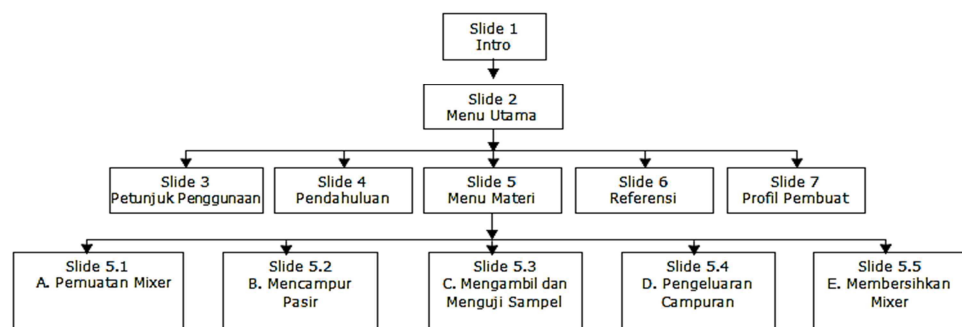 Slide 1
Intro
Slide 2
Menu Utama
Slide 3
Petunjuk Penggunaan
Slide 4
Pendahuluan
Slide 5
Menu Materi
Slide 6
Referensi
Slide 7
Profil Pembuat
Slide 5.1
A. Pemuatan Mixer
Slide 5.2
B. Mencampur
Pasir
Slide 5.3
C. Mengambil dan
Menguji Sampel
Slide 5.4
D. Pengeluaran
Campuran
Slide 5.5
E. Membersihkan
Mixer